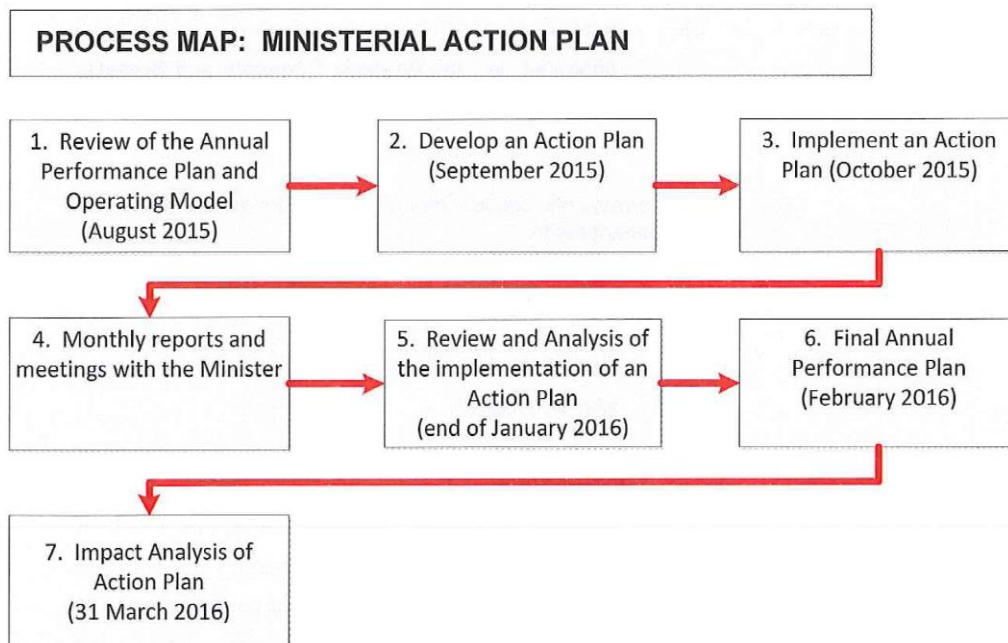 PROCESS MAP: MINISTERIAL ACTION PLAN
1. Review of the Annual
Performance Plan and
Operating Model
(August 2015)
2. Develop an Action Plan
(September 2015)
3. Implement an Action
Plan (October 2015)
4. Monthly reports and
meetings with the Minister
5. Review and Analysis of
the implementation of an
Action Plan
(end of January 2016)
6. Final Annual
Performance Plan
(February 2016)
7. Impact Analysis of
Action Plan
(31 March 2016)